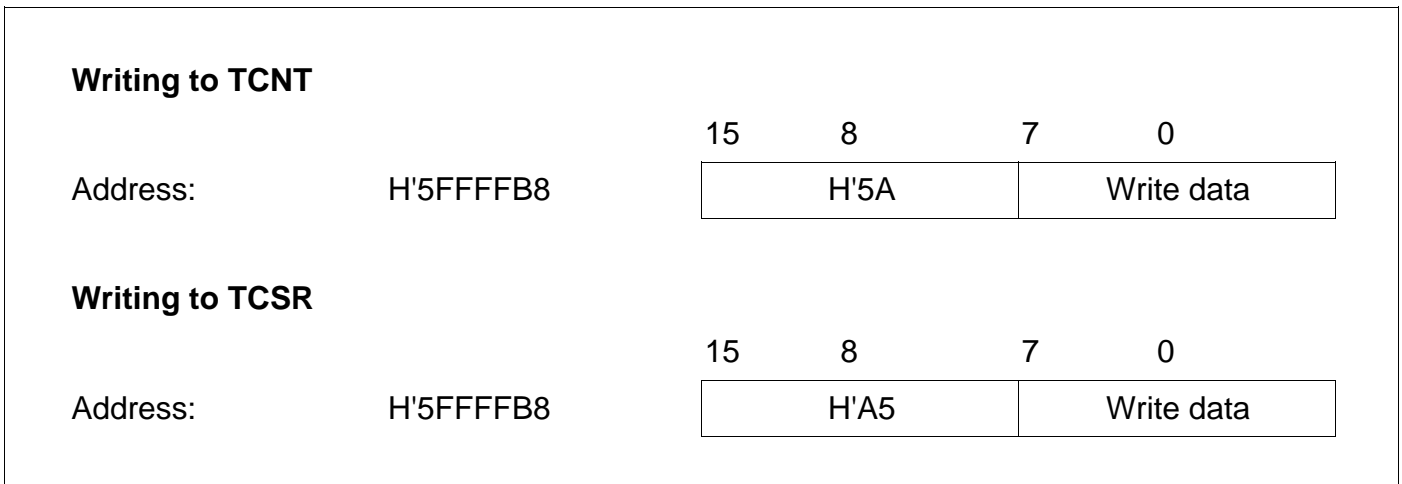 Writing to TCNT
15 8 7 0
Address: H'5FFFFB8 H'5A Write data
Writing to TCSR
15 8 7 0
Address: H'5FFFFB8 H'A5 Write data